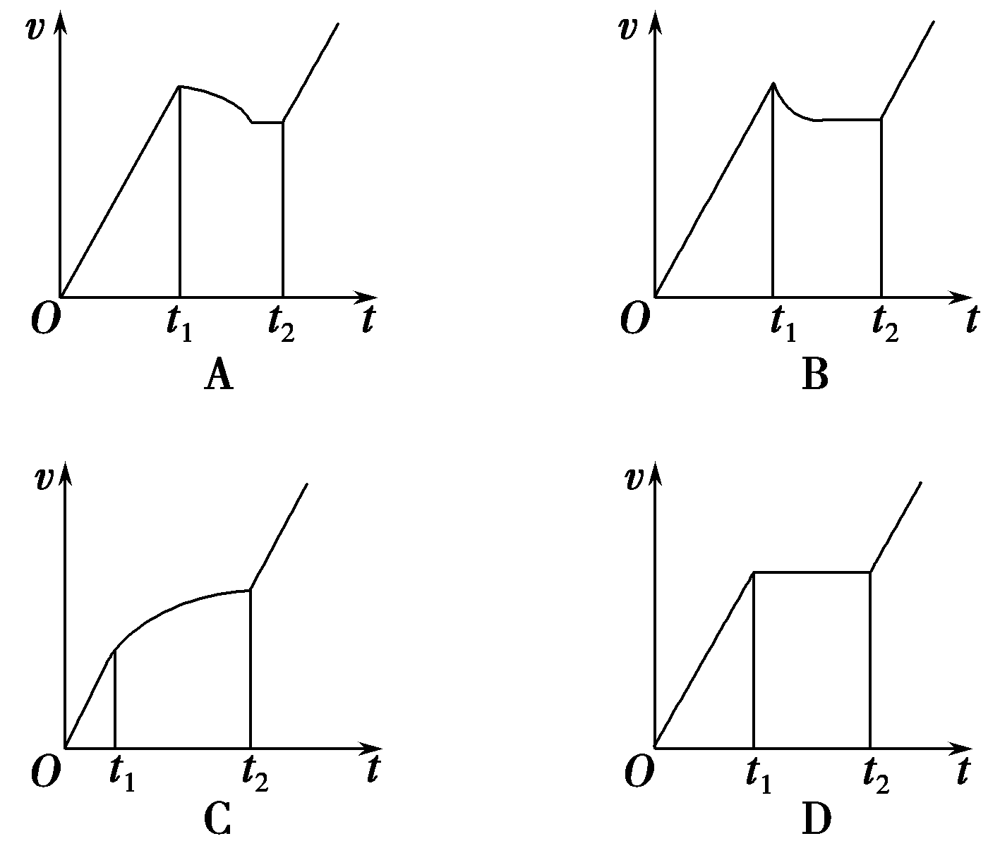 v v
O t₁ t₂ t O t₁ t₂ t
A B
v v
O t₁ t₂ t O t₁ t₂ t
C D